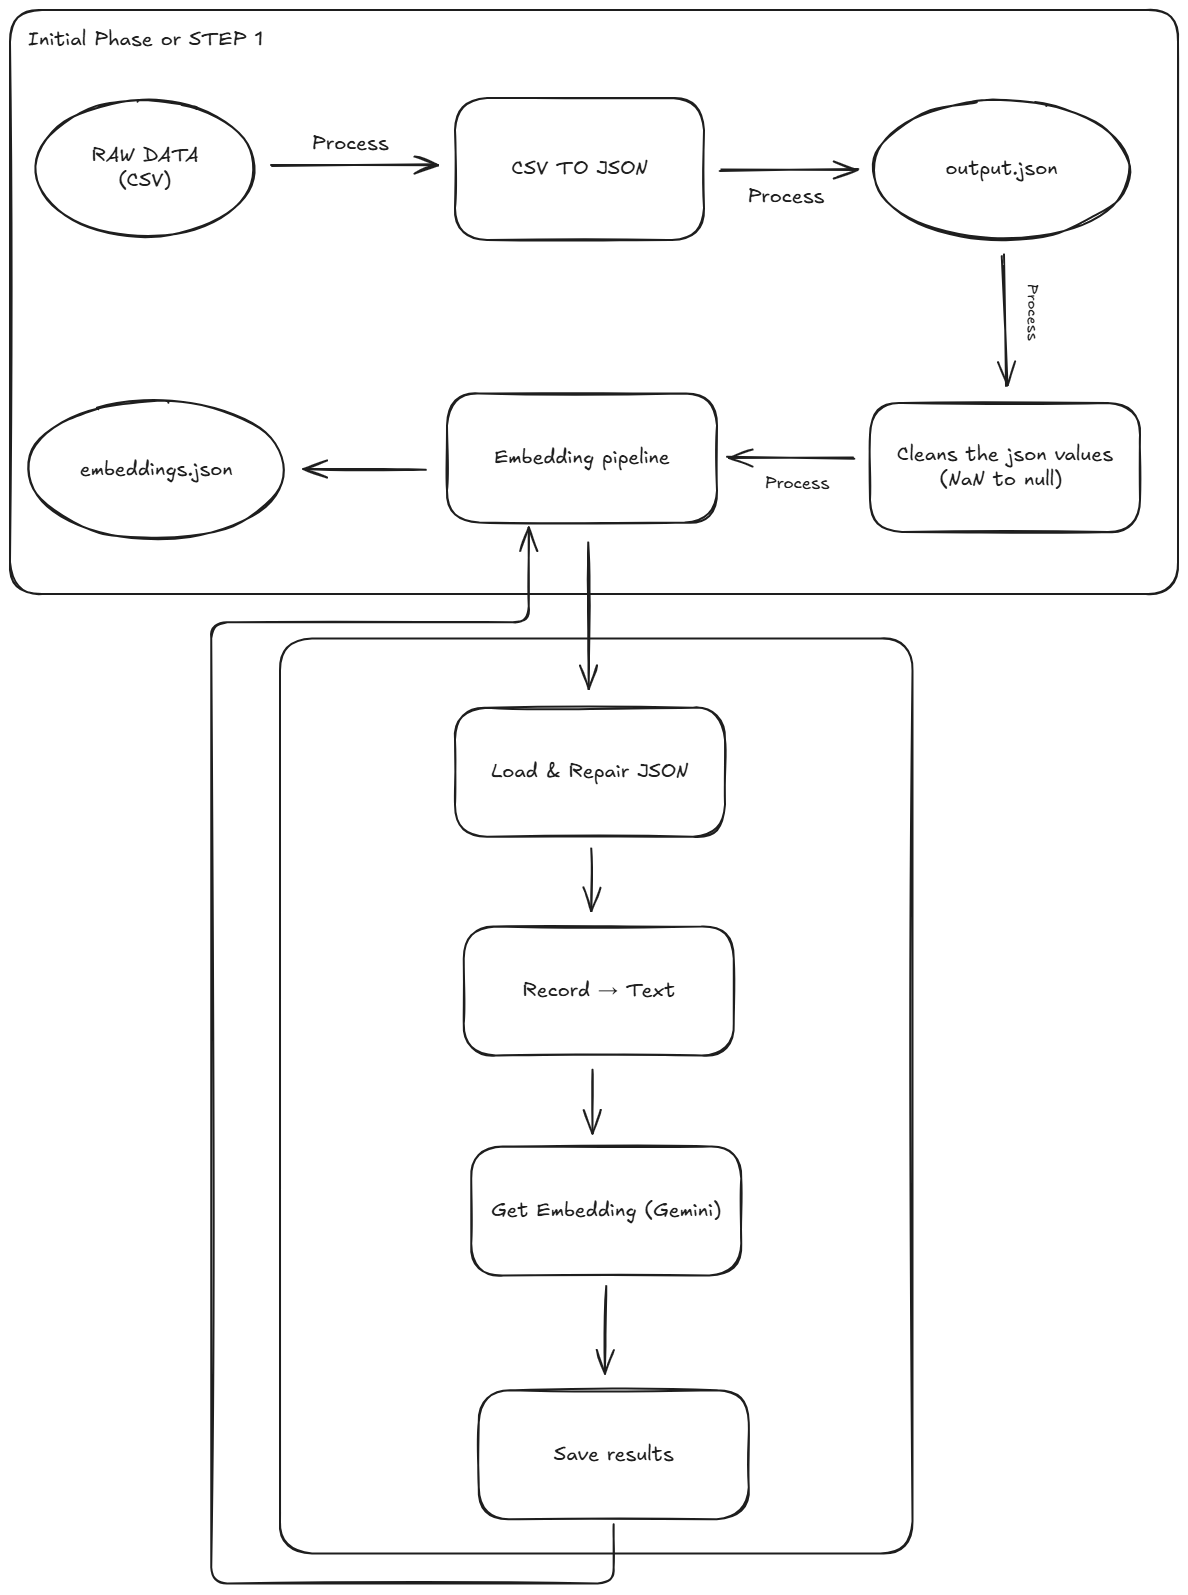 Initial Phase or STEP 1
RAW DATA
(CSV)
Process
CSV TO JSON
Process
output.json
Process
Cleans the json values
(NaN to null)
Process
Embedding pipeline
embeddings.json
Load & Repair JSON
Record → Text
Get Embedding (Gemini)
Save results